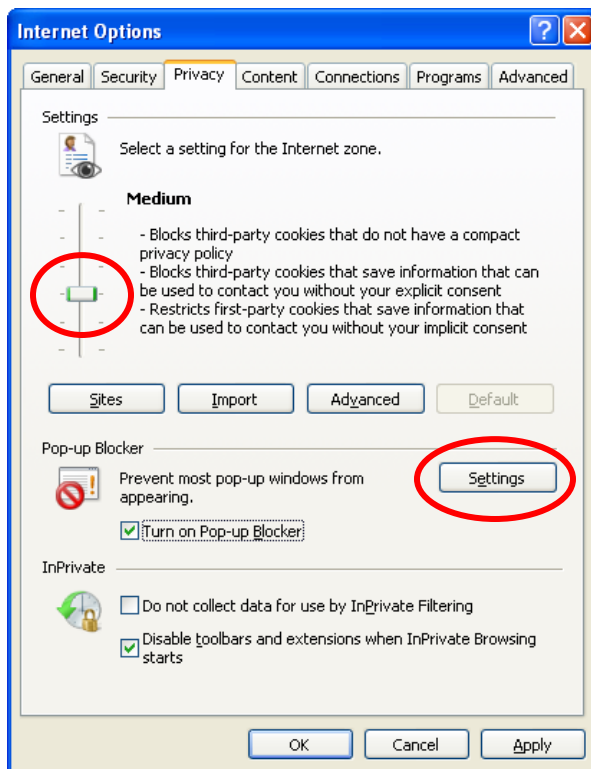 Internet Options
General Security Privacy Content Connections Programs Advanced
Settings
Select a setting for the Internet zone.
Medium
- Blocks third-party cookies that do not have a compact
privacy policy
- Blocks third-party cookies that save information that can
be used to contact you without your explicit consent
- Restricts first-party cookies that save information that
can be used to contact you without your implicit consent
Sites Import Advanced Default
Pop-up Blocker
Prevent most pop-up windows from
appearing.
Settings
Turn on Pop-up Blocker
InPrivate
Do not collect data for use by InPrivate Filtering
Disable toolbars and extensions when InPrivate Browsing
starts
OK Cancel Apply